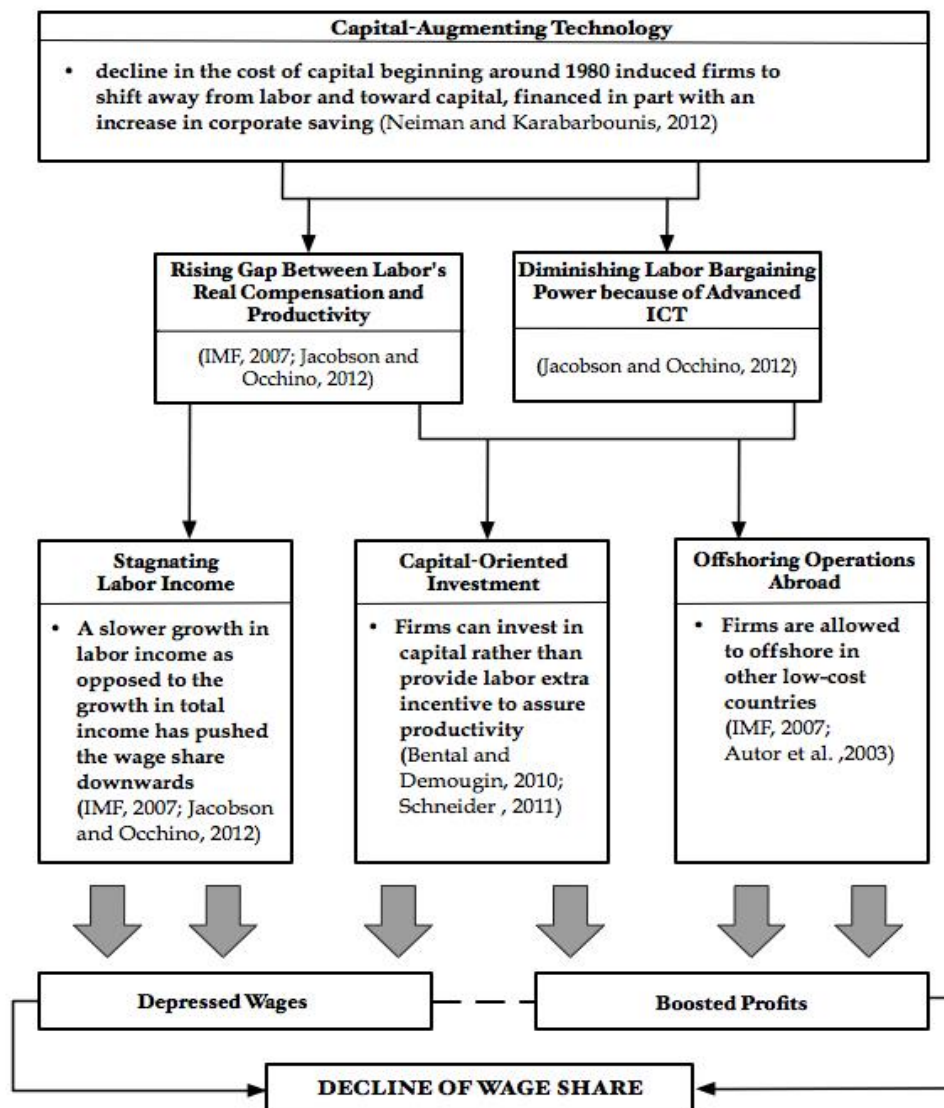 Capital-Augmenting Technology
• decline in the cost of capital beginning around 1980 induced firms to
shift away from labor and toward capital, financed in part with an
increase in corporate saving (Neiman and Karabarbounis, 2012)
Rising Gap Between Labor's
Real Compensation and
Productivity
(IMF, 2007; Jacobson and
Occhino, 2012)
Diminishing Labor Bargaining
Power because of Advanced
ICT
(Jacobson and Occhino, 2012)
Stagnating
Labor Income
• A slower growth in
labor income as
opposed to the
growth in total
income has pushed
the wage share
downwards
(IMF, 2007; Jacobson
and Occhino, 2012)
Capital-Oriented
Investment
• Firms can invest in
capital rather than
provide labor extra
incentive to assure
productivity
(Bental and
Demougin, 2010;
Schneider , 2011)
Offshoring Operations
Abroad
• Firms are allowed
to offshore in
other low-cost
countries
(IMF, 2007;
Autor et al. ,2003)
Depressed Wages
Boosted Profits
DECLINE OF WAGE SHARE